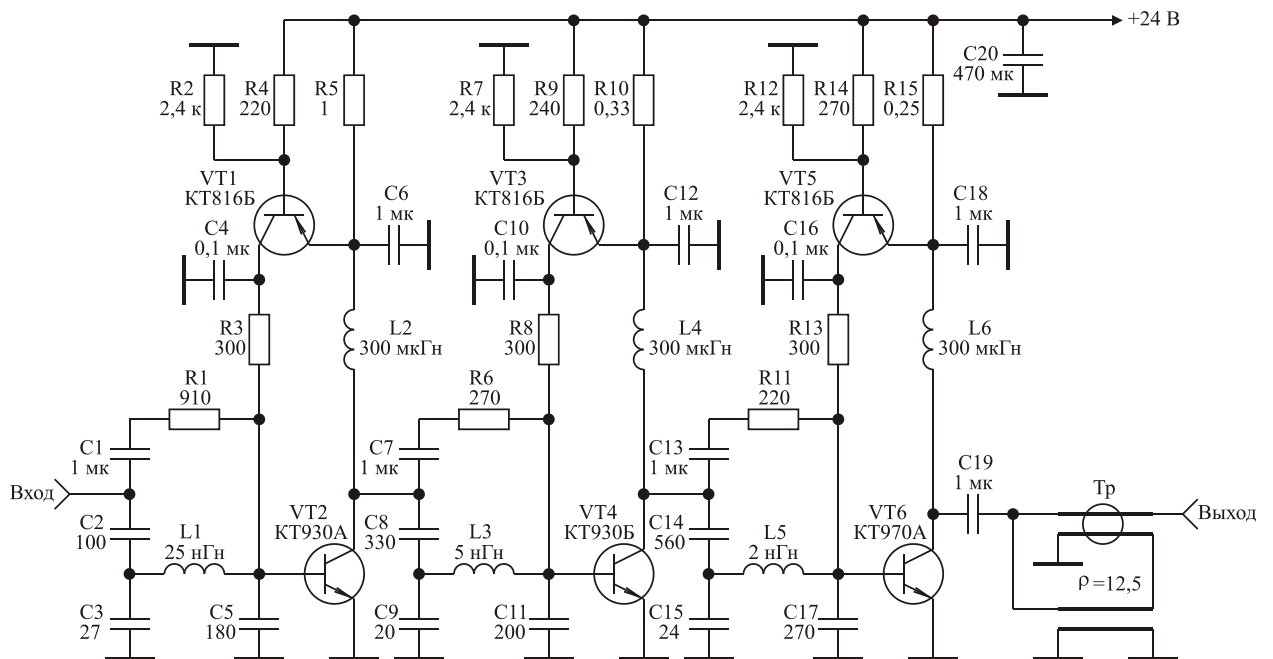 +24 В
C20
470 мк
R2
2,4 к
R4
220
R5
1
R7
2,4 к
R9
240
R10
0,33
R12
2,4 к
R14
270
R15
0,25
VT1
КТ816Б
C6
1 мк
VT3
КТ816Б
C12
1 мк
VT5
КТ816Б
C18
1 мк
C4
0,1 мк
C10
0,1 мк
C16
0,1 мк
R3
300
L2
300 мкГн
R8
300
L4
300 мкГн
R13
300
L6
300 мкГн
R1
910
R6
270
R11
220
C1
1 мк
C7
1 мк
C13
1 мк
C19
1 мк
Тр
Вход
Выход
C2
100
L1
25 нГн
VT2
КТ930А
C8
330
L3
5 нГн
VT4
КТ930Б
C14
560
L5
2 нГн
VT6
КТ970А
ρ=12,5
C3
27
C5
180
C9
20
C11
200
C15
24
C17
270